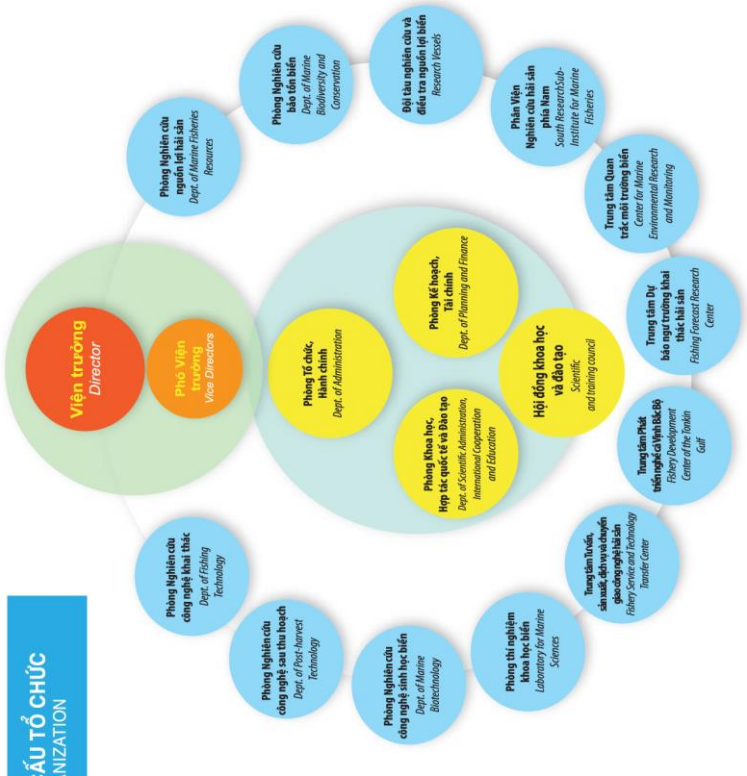 CẤU TỔ CHỨC
NIZATION
Viện trưởng
Director
Phó Viện
trưởng
Vice Directors
Phòng Tổ chức,
Hành chính
Dept. of Administration
Phòng Khoa học,
Hợp tác quốc tế và Đào tạo
Dept. of Scientific Administration,
International Cooperation
and Education
Phòng Kế hoạch,
Tài chính
Dept. of Planning and Finance
Hội đồng khoa học
và đào tạo
Scientific
and training council
Phòng Nghiên cứu
nguồn lợi hải sản
Dept. of Marine Fisheries
Resources
Phòng Nghiên cứu
bảo tồn biển
Dept. of Marine
Biodiversity and
Conservation
Đội tàu nghiên cứu và
điều tra nguồn lợi biển
Research Vessels
Phân Viện
Nghiên cứu hải sản
phía Nam
South ResearchSub-
Institute for Marine
Fisheries
Trung tâm Quan
trắc môi trường biển
Center for Marine
Environmental Research
and Monitoring
Trung tâm Dự
báo ngư trường khai
thác hải sản
Fishing Forecast Research
Center
Trung tâm Phát
triển nghề cá Vịnh Bắc Bộ
Fishery Development
Center of the Tonkin
Gulf
Trung tâm Tư vấn,
sản xuất, dịch vụ và chuyển
giao công nghệ hải sản
Fishery Service and Technology
Transfer Center
Phòng thí nghiệm
khoa học biển
Laboratory for Marine
Sciences
Phòng Nghiên cứu
công nghệ sinh học biển
Dept. of Marine
Biotechnology
Phòng Nghiên cứu
công nghệ sau thu hoạch
Dept. of Post-harvest
Technology
Phòng Nghiên cứu
công nghệ khai thác
Dept. of Fishing
Technology